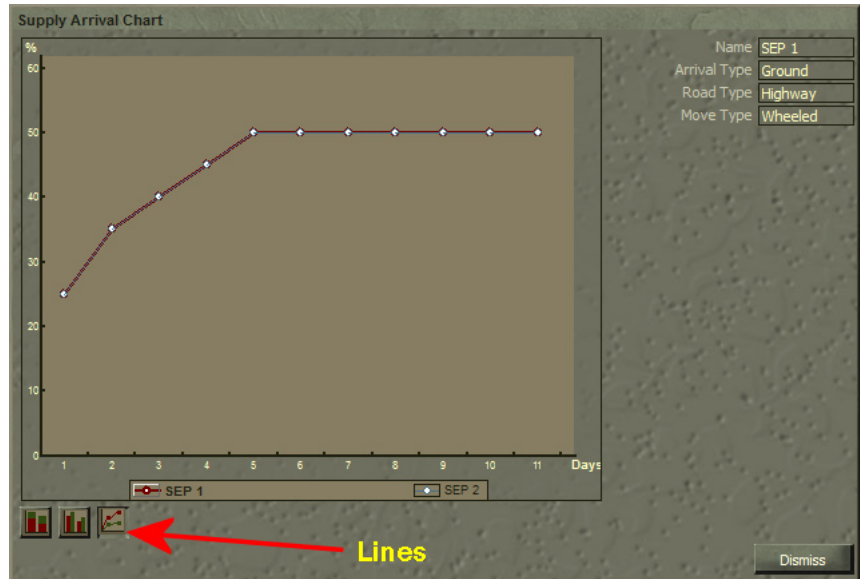 Supply Arrival Chart
%
60
50
40
30
20
10
0
1 2 3 4 5 6 7 8 9 10 11 Days
SEP 1 SEP 2
Name SEP 1
Arrival Type Ground
Road Type Highway
Move Type Wheeled
Lines
Dismiss